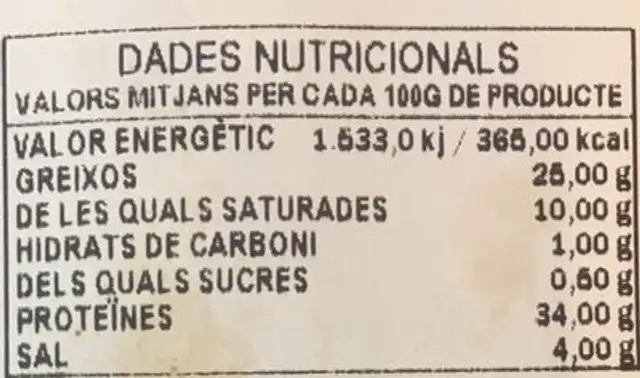 DADES NUTRICIONALS
VALORS MITJANS PER CADA 100G DE PRODUCTE
VALOR ENERGÈTIC 1.533,0 kj / 365,00 kcal
GREIXOS 25,00 g
DE LES QUALS SATURADES 10,00 g
HIDRATS DE CARBONI 1,00 g
DELS QUALS SUCRES 0,50 g
PROTEÏNES 34,00 g
SAL 4,00 g